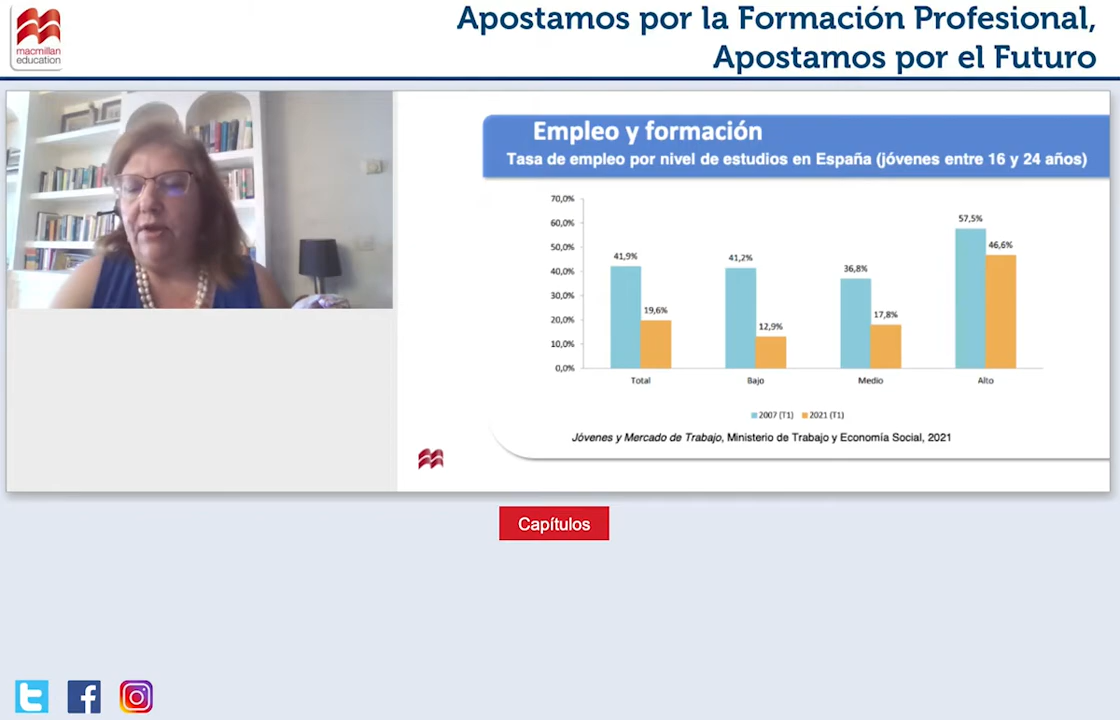 macmillan
education
Apostamos por la Formación Profesional,
Apostamos por el Futuro
Empleo y formación
Tasa de empleo por nivel de estudios en España (jóvenes entre 16 y 24 años)
70,0%
60,0%
50,0%
40,0%
30,0%
20,0%
10,0%
0,0%
41,9%
19,6%
41,2%
12,9%
36,8%
17,8%
57,5%
46,6%
Total
Bajo
Medio
Alto
2007 (T1)
2021 (T1)
Jóvenes y Mercado de Trabajo, Ministerio de Trabajo y Economía Social, 2021
Capítulos